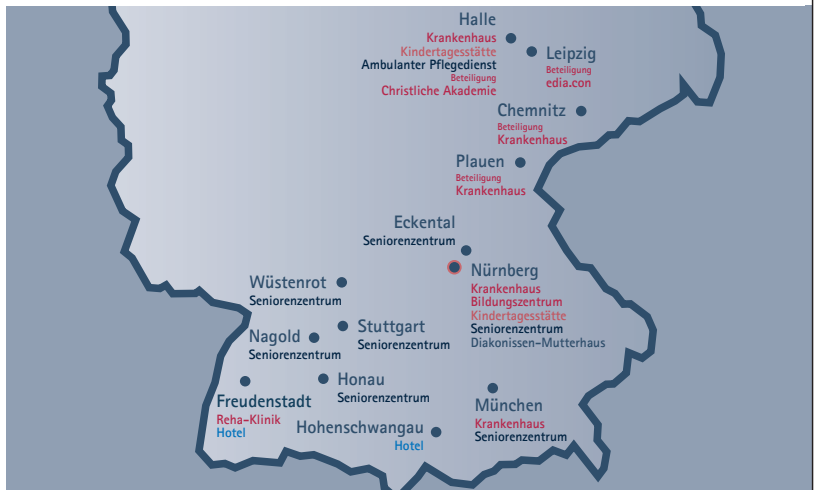 Halle
Krankenhaus
Kindertagesstätte
Ambulanter Pflegedienst
Beteiligung
Christliche Akademie
Leipzig
Beteiligung
edia.con
Chemnitz
Beteiligung
Krankenhaus
Plauen
Beteiligung
Krankenhaus
Eckental
Seniorenzentrum
Nürnberg
Krankenhaus
Bildungszentrum
Kindertagesstätte
Seniorenzentrum
Diakonissen-Mutterhaus
Wüstenrot
Seniorenzentrum
Stuttgart
Seniorenzentrum
Nagold
Seniorenzentrum
Honau
Seniorenzentrum
Freudenstadt
Reha-Klinik
Hotel
München
Krankenhaus
Seniorenzentrum
Hohenschwangau
Hotel